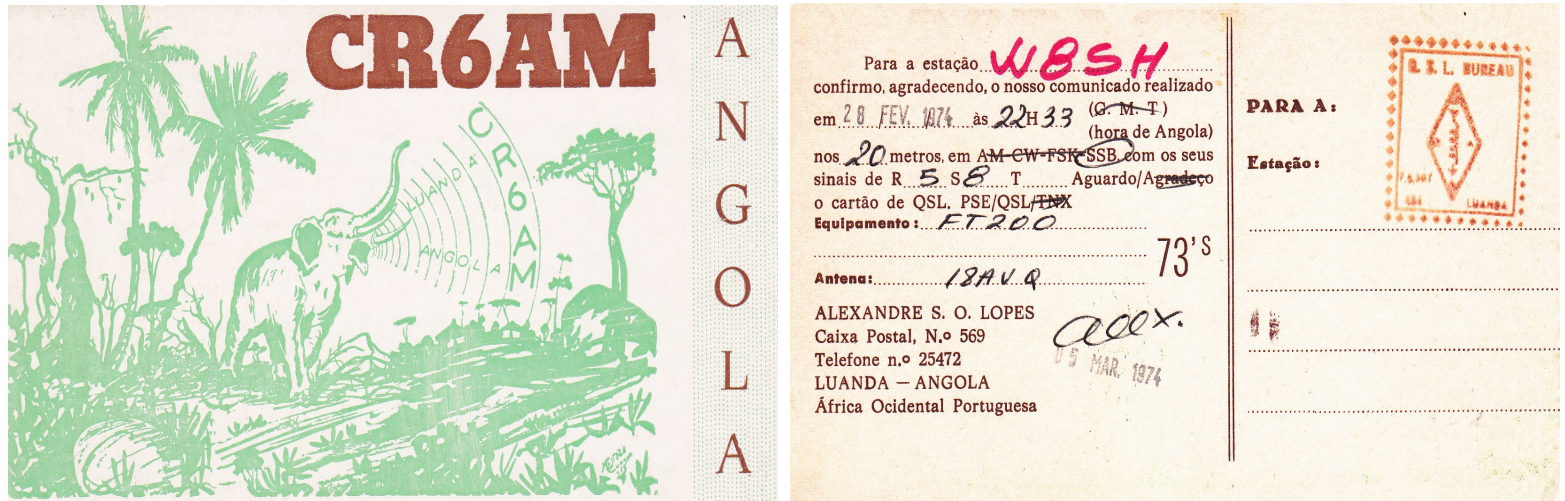 CR6AM
ANGOLA
CR6AM
LUANDA
ANGOLA
Para a estação W8SH
confirmo, agradecendo, o nosso comunicado realizado
em 28 FEV. 1974 às 22H33 (G. M. T)
(hora de Angola)
nos 20 metros, em AM-CW-FSK-SSB com os seus
sinais de R 5 S 8 T Aguardo/Agradeço
o cartão de QSL. PSE/QSL/TNX
Equipamento: FT200
73'S
Antena: 18AVQ
ALEXANDRE S. O. LOPES
Caixa Postal, N.º 569
alex.
Telefone n.º 25472
05 MAR. 1974
LUANDA — ANGOLA
África Ocidental Portuguesa
Q. S. L. BUREAU
LUANDA
PARA A:
Estação: